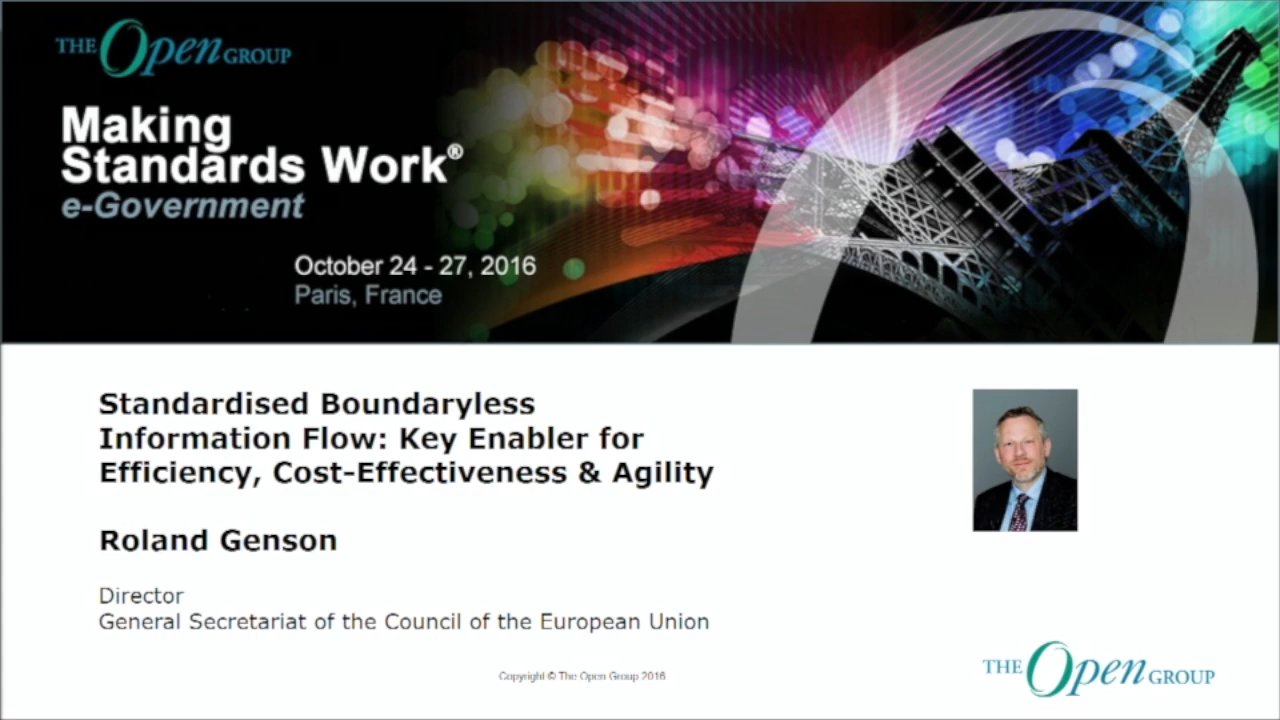 THE Open GROUP
Making
Standards Work®
e-Government
October 24 - 27, 2016
Paris, France
Standardised Boundaryless
Information Flow: Key Enabler for
Efficiency, Cost-Effectiveness & Agility
Roland Genson
Director
General Secretariat of the Council of the European Union
Copyright © The Open Group 2016
THE Open GROUP